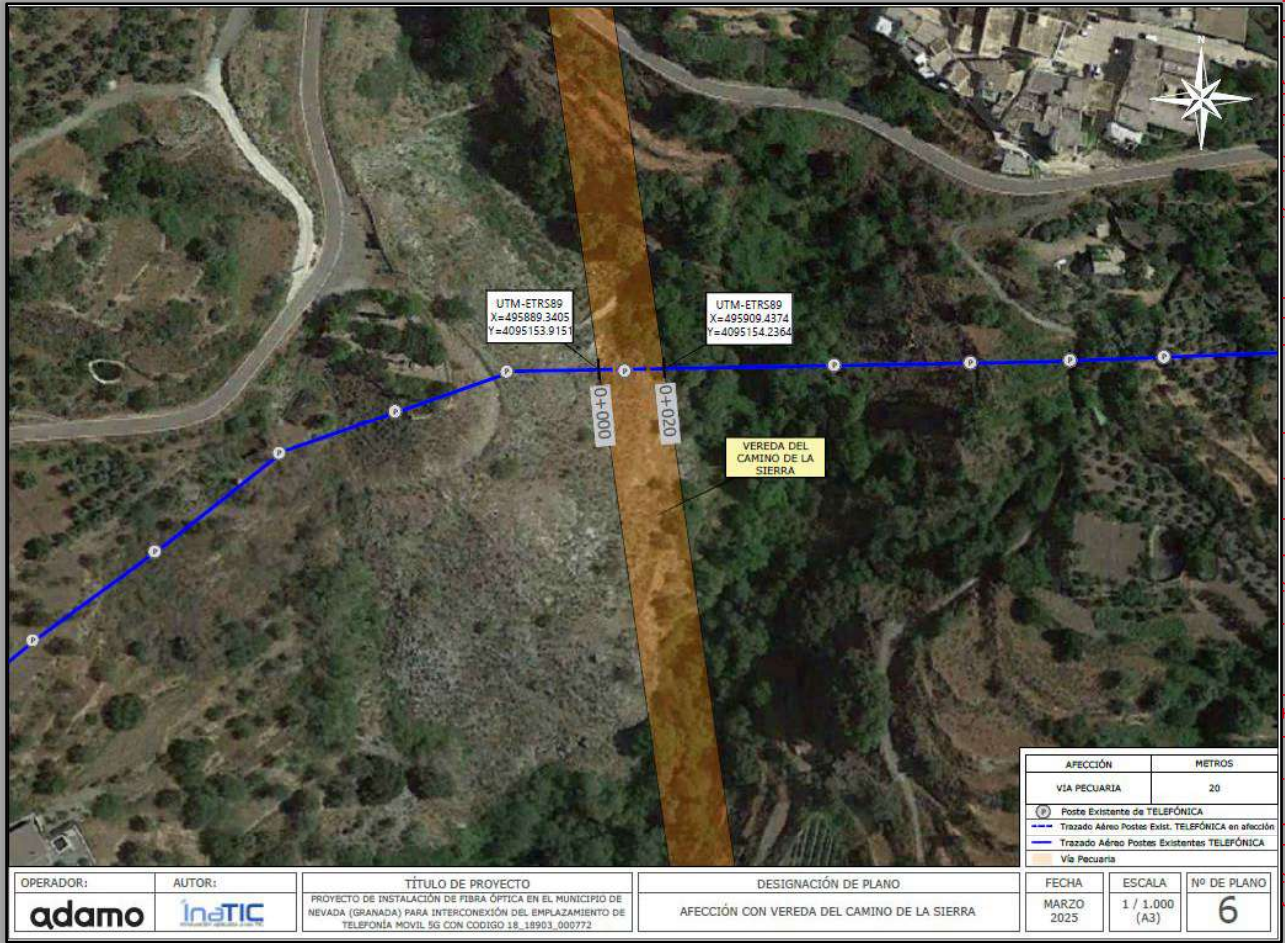 N
UTM-ETRS89
X=495889.3405
Y=4095153.9151
UTM-ETRS89
X=495909.4374
Y=4095154.2364
P
P
P
P
P
P
P
P
P
P
0+000
0+020
VEREDA DEL
CAMINO DE LA
SIERRA
AFECCIÓN
METROS
VIA PECUARIA
20
P
Poste Existente de TELEFÓNICA
Trazado Aéreo Postes Exist. TELEFÓNICA en afección
Trazado Aéreo Postes Existentes TELEFÓNICA
Vía Pecuaria
OPERADOR:
adamo
AUTOR:
InaTIC
TÍTULO DE PROYECTO
PROYECTO DE INSTALACIÓN DE FIBRA ÓPTICA EN EL MUNICIPIO DE
NEVADA (GRANADA) PARA INTERCONEXIÓN DEL EMPLAZAMIENTO DE
TELEFONÍA MOVIL 5G CON CODIGO 18_18903_000772
DESIGNACIÓN DE PLANO
AFECCIÓN CON VEREDA DEL CAMINO DE LA SIERRA
FECHA
MARZO
2025
ESCALA
1 / 1.000
(A3)
Nº DE PLANO
6